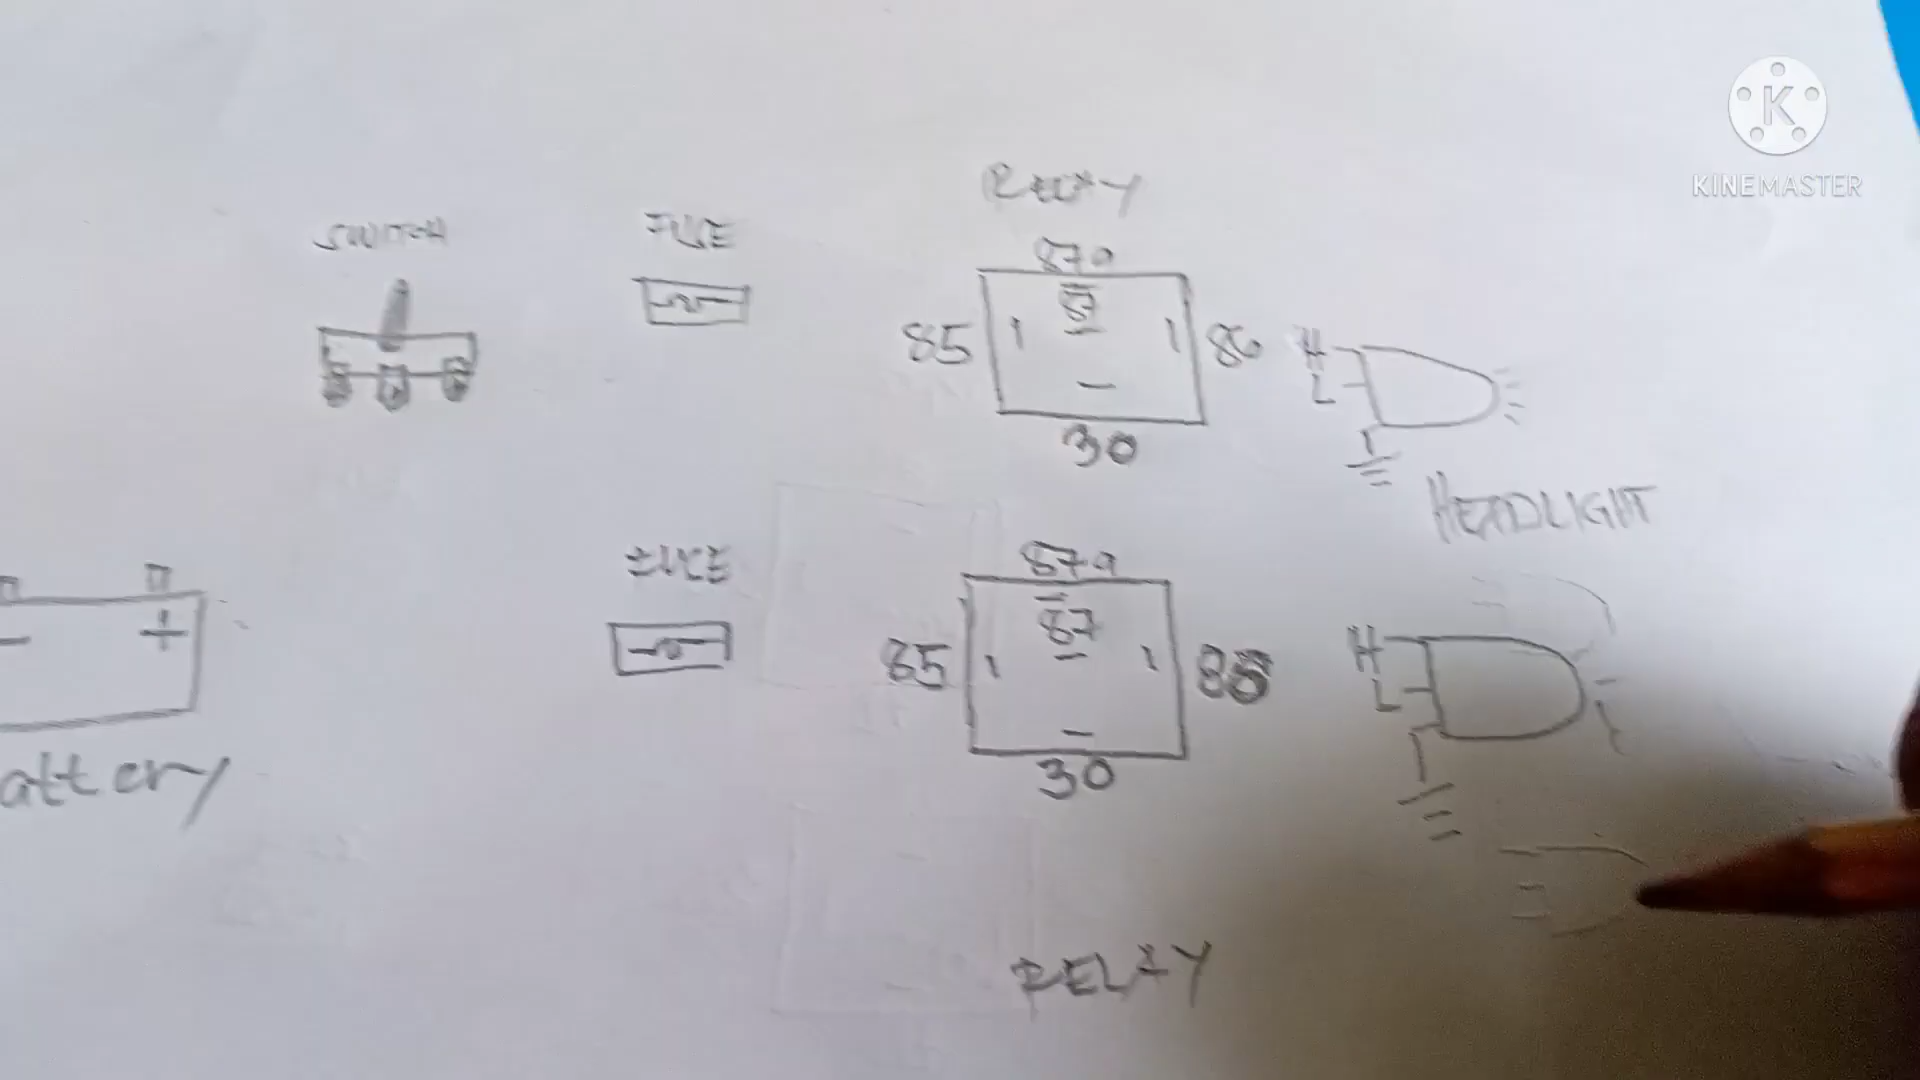 KINEMASTER
RELAY
SWITCH
FUSE
87a
87
85
86
30
H
L
HEADLIGHT
FUSE
87a
87
85
86
30
H
L
attery
RELAY